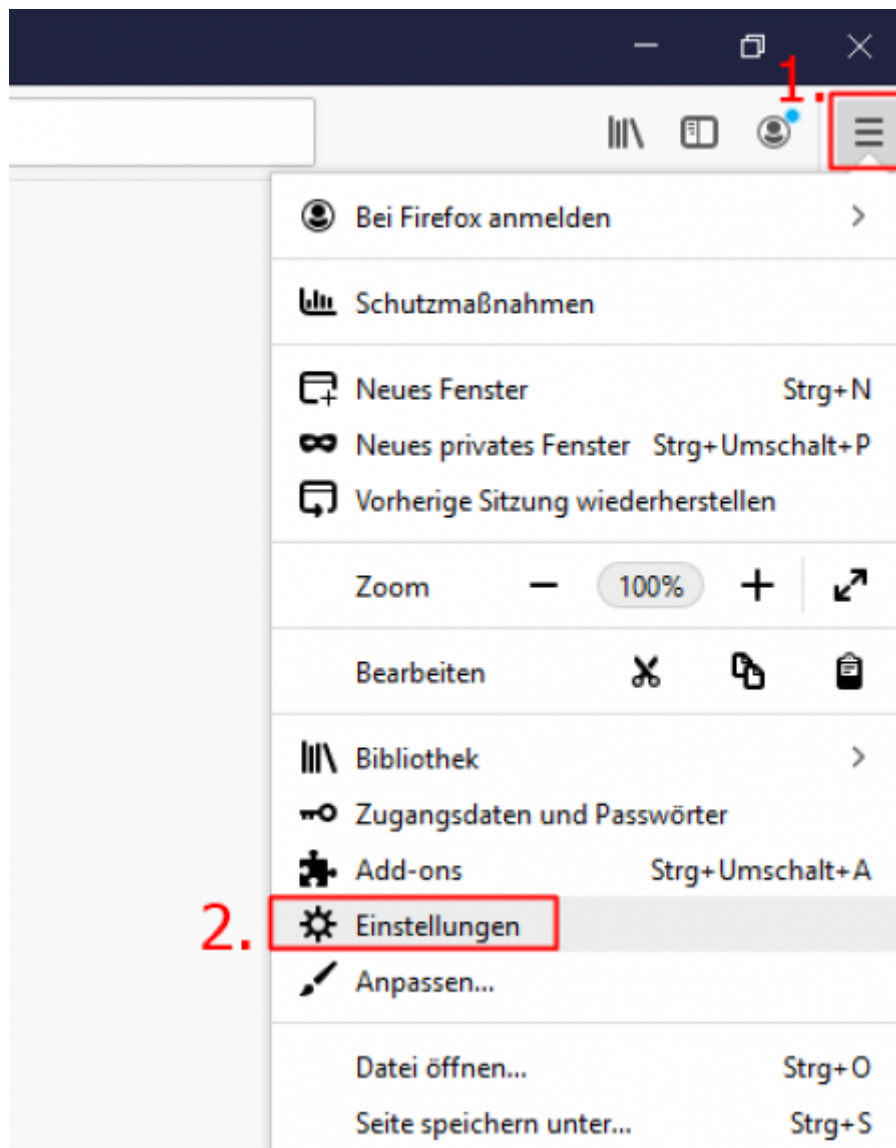 1.
Bei Firefox anmelden
Schutzmaßnahmen
Neues Fenster Strg+N
Neues privates Fenster Strg+Umschalt+P
Vorherige Sitzung wiederherstellen
Zoom 100%
Bearbeiten
Bibliothek
Zugangsdaten und Passwörter
Add-ons Strg+Umschalt+A
2. Einstellungen
Anpassen...
Datei öffnen... Strg+O
Seite speichern unter... Strg+S